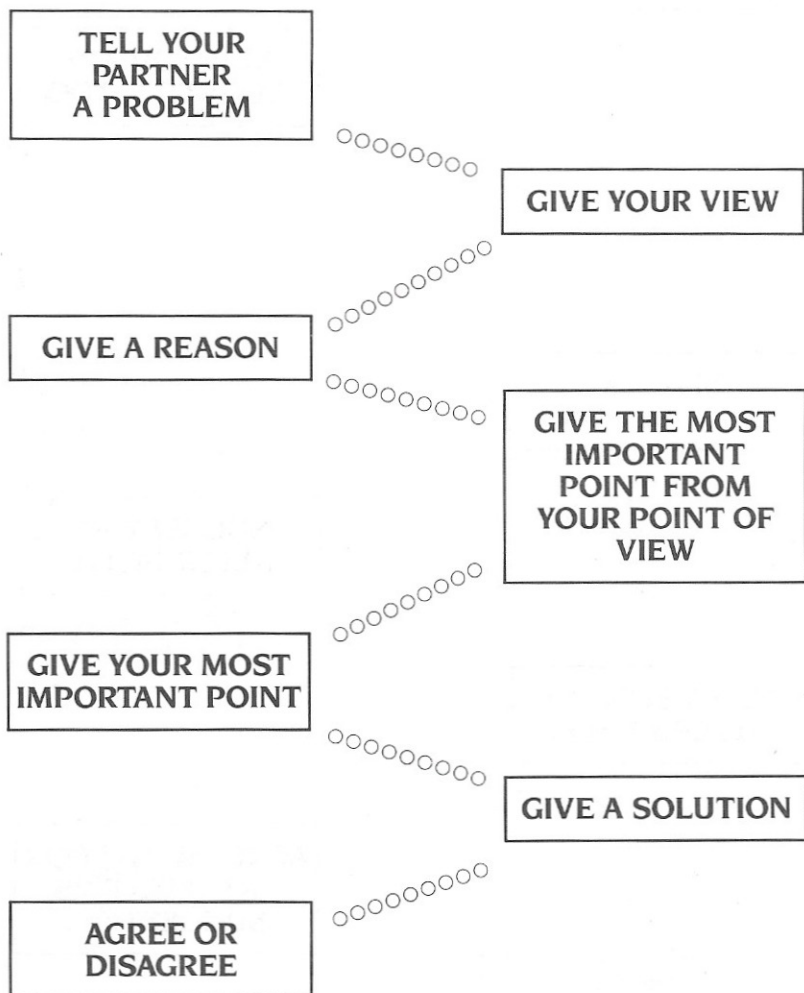 TELL YOUR
PARTNER
A PROBLEM
GIVE YOUR VIEW
GIVE A REASON
GIVE THE MOST
IMPORTANT
POINT FROM
YOUR POINT OF
VIEW
GIVE YOUR MOST
IMPORTANT POINT
GIVE A SOLUTION
AGREE OR
DISAGREE